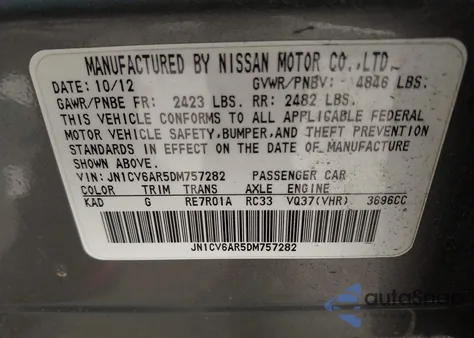 MANUFACTURED BY NISSAN MOTOR CO.,LTD.
DATE: 10/12 GVWR/PNBV: 4846 LBS.
GAWR/PNBE FR: 2423 LBS. RR: 2482 LBS.
THIS VEHICLE CONFORMS TO ALL APPLICABLE FEDERAL
MOTOR VEHICLE SAFETY,BUMPER,AND THEFT PREVENTION
STANDARDS IN EFFECT ON THE DATE OF MANUFACTURE
SHOWN ABOVE.
VIN: JN1CV6AR5DM757282 PASSENGER CAR
COLOR TRIM TRANS AXLE ENGINE
KAD G RE7R01A RC33 VQ37(VHR) 3696CC
JN1CV6AR5DM757282
autoSnap